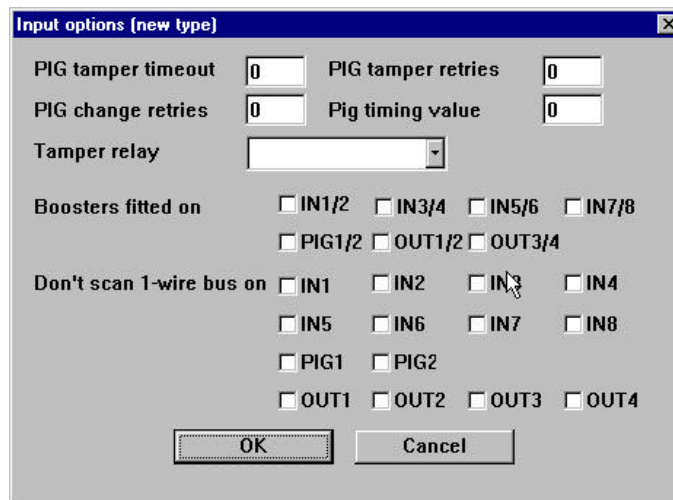 Input options (new type)
PIG tamper timeout 0 PIG tamper retries 0
PIG change retries 0 Pig timing value 0
Tamper relay
Boosters fitted on IN1/2 IN3/4 IN5/6 IN7/8
PIG1/2 OUT1/2 OUT3/4
Don't scan 1-wire bus on IN1 IN2 IN3 IN4
IN5 IN6 IN7 IN8
PIG1 PIG2
OUT1 OUT2 OUT3 OUT4
OK Cancel